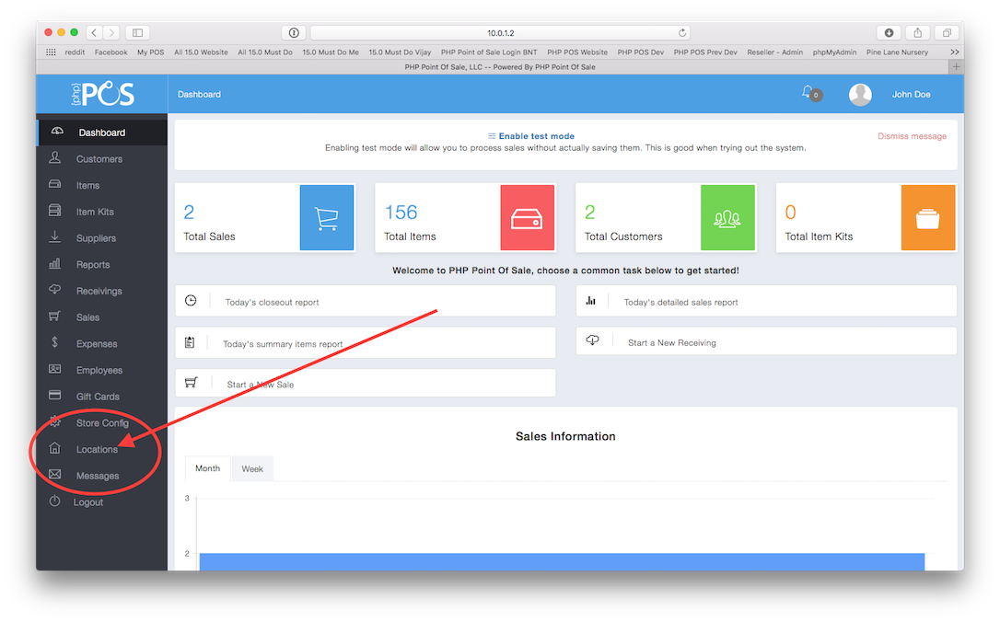 10.0.1.2
reddit Facebook My POS All 15.0 Website All 15.0 Must Do 15.0 Must Do Me 15.0 Must Do Vijay PHP Point of Sale Login BNT PHP POS Website PHP POS Dev PHP POS Prev Dev Reseller - Admin phpMyAdmin Pine Lane Nursery >>
PHP Point Of Sale, LLC -- Powered By PHP Point Of Sale +
{php} POS
Dashboard
0
John Doe
Dashboard
Customers
Items
Item Kits
Suppliers
Reports
Receivings
Sales
Expenses
Employees
Gift Cards
Store Config
Locations
Messages
Logout
Enable test mode
Dismiss message
Enabling test mode will allow you to process sales without actually saving them. This is good when trying out the system.
2
Total Sales
156
Total Items
2
Total Customers
0
Total Item Kits
Welcome to PHP Point Of Sale, choose a common task below to get started!
Today's closeout report
Today's detailed sales report
Today's summary items report
Start a New Receiving
Start a New Sale
Sales Information
Month Week
3
2